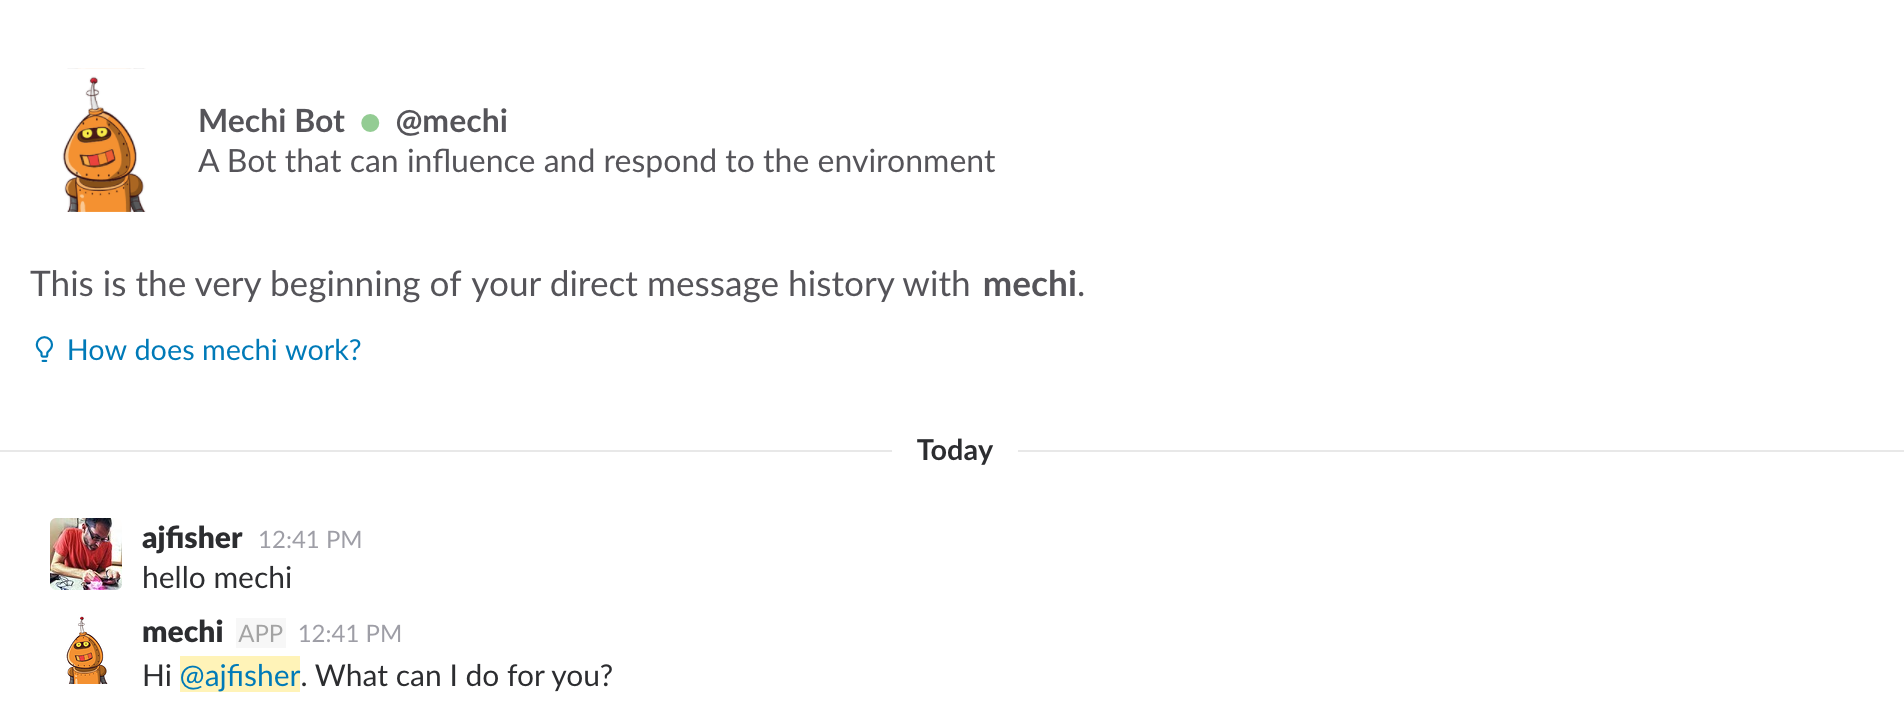 Mechi Bot @mechi
A Bot that can influence and respond to the environment
This is the very beginning of your direct message history with mechi.
How does mechi work?
Today
ajfisher 12:41 PM
hello mechi
mechi APP 12:41 PM
Hi @ajfisher. What can I do for you?